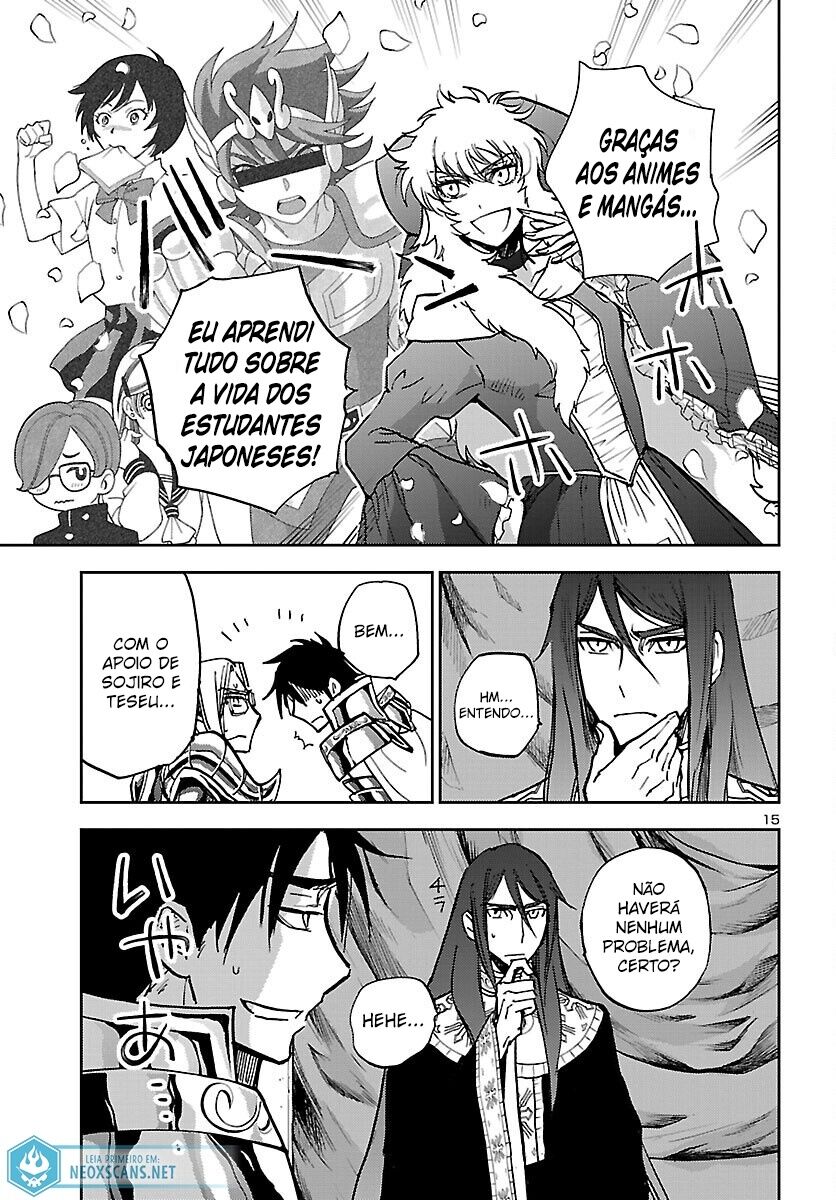 GRAÇAS
AOS ANIMES
E MANGÁS...
ホ
ホ
ホ
EU APRENDI
TUDO SOBRE
A VIDA DOS
ESTUDANTES
JAPONESES!
HM...
ENTENDO...
BEM...
COM O
APOIO DE
SOJIRO E
TESEU...
15
NÃO
HAVERÁ
NENHUM
PROBLEMA,
CERTO?
チラ
HEHE...
いやあ
LEIA PRIMEIRO EM:
NEOXSCANS.NET